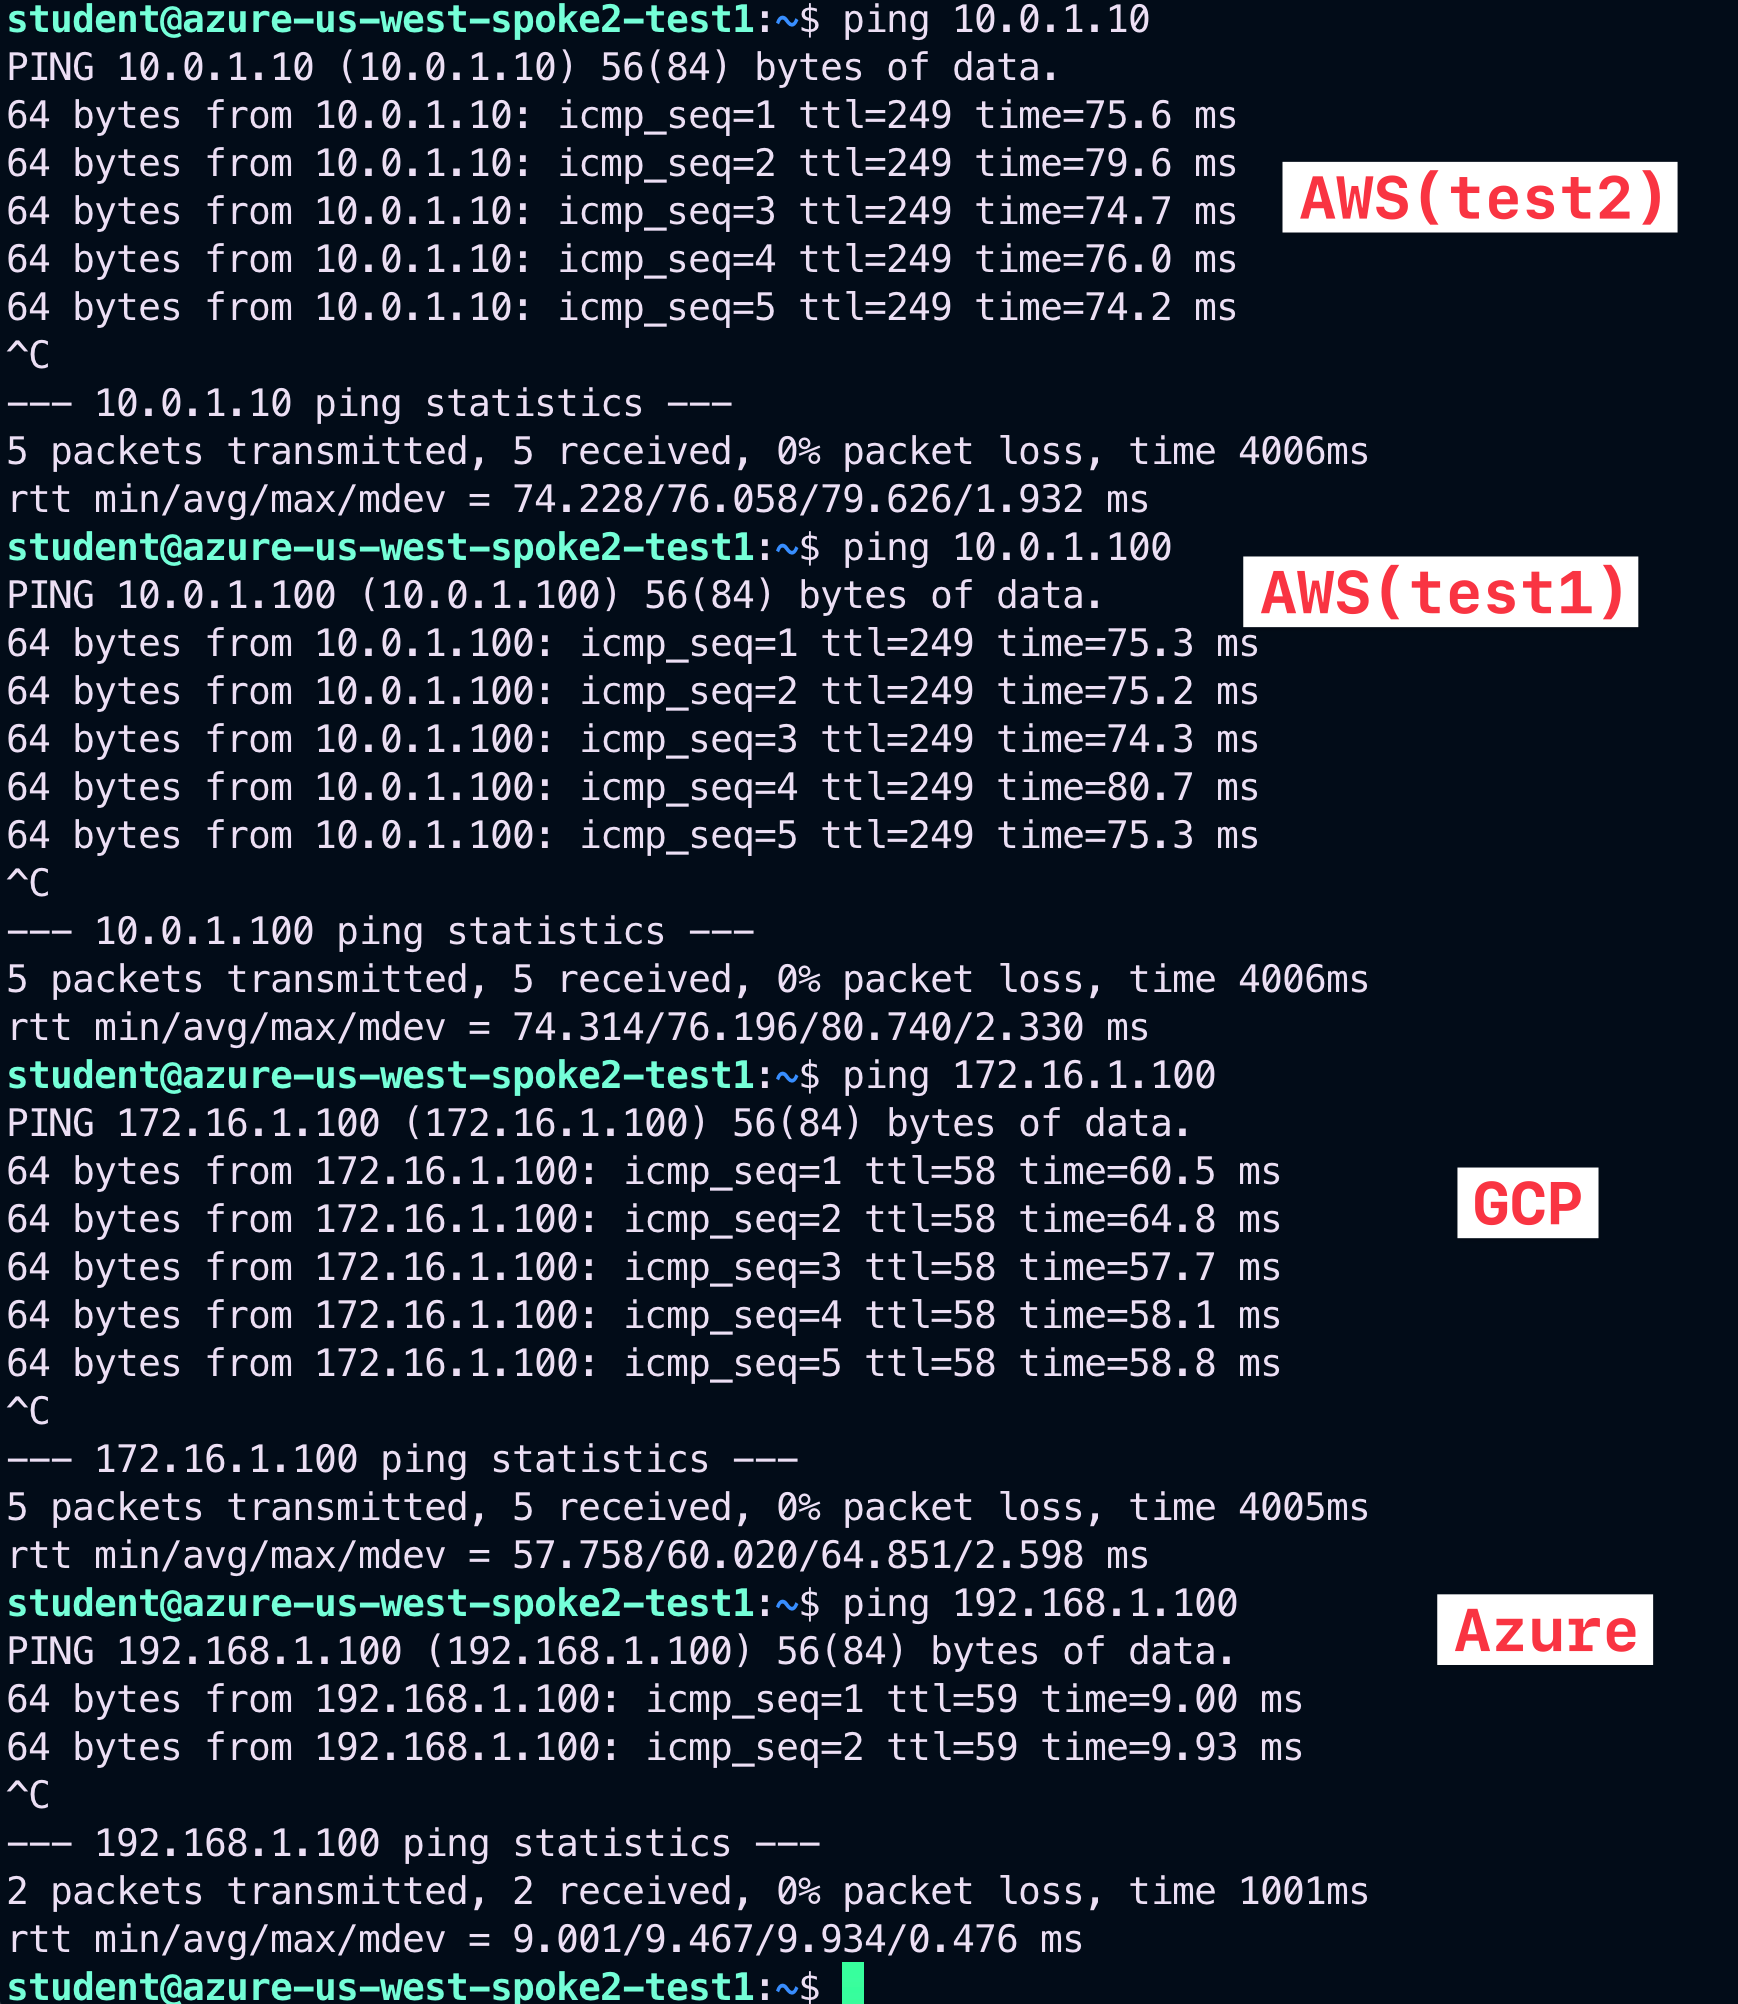 student@azure-us-west-spoke2-test1:~$ ping 10.0.1.10
PING 10.0.1.10 (10.0.1.10) 56(84) bytes of data.
64 bytes from 10.0.1.10: icmp_seq=1 ttl=249 time=75.6 ms
64 bytes from 10.0.1.10: icmp_seq=2 ttl=249 time=79.6 ms
AWS(test2)
64 bytes from 10.0.1.10: icmp_seq=3 ttl=249 time=74.7 ms
64 bytes from 10.0.1.10: icmp_seq=4 ttl=249 time=76.0 ms
64 bytes from 10.0.1.10: icmp_seq=5 ttl=249 time=74.2 ms
^C
--- 10.0.1.10 ping statistics ---
5 packets transmitted, 5 received, 0% packet loss, time 4006ms
rtt min/avg/max/mdev = 74.228/76.058/79.626/1.932 ms
student@azure-us-west-spoke2-test1:~$ ping 10.0.1.100
PING 10.0.1.100 (10.0.1.100) 56(84) bytes of data.
AWS(test1)
64 bytes from 10.0.1.100: icmp_seq=1 ttl=249 time=75.3 ms
64 bytes from 10.0.1.100: icmp_seq=2 ttl=249 time=75.2 ms
64 bytes from 10.0.1.100: icmp_seq=3 ttl=249 time=74.3 ms
64 bytes from 10.0.1.100: icmp_seq=4 ttl=249 time=80.7 ms
64 bytes from 10.0.1.100: icmp_seq=5 ttl=249 time=75.3 ms
^C
--- 10.0.1.100 ping statistics ---
5 packets transmitted, 5 received, 0% packet loss, time 4006ms
rtt min/avg/max/mdev = 74.314/76.196/80.740/2.330 ms
student@azure-us-west-spoke2-test1:~$ ping 172.16.1.100
PING 172.16.1.100 (172.16.1.100) 56(84) bytes of data.
64 bytes from 172.16.1.100: icmp_seq=1 ttl=58 time=60.5 ms
GCP
64 bytes from 172.16.1.100: icmp_seq=2 ttl=58 time=64.8 ms
64 bytes from 172.16.1.100: icmp_seq=3 ttl=58 time=57.7 ms
64 bytes from 172.16.1.100: icmp_seq=4 ttl=58 time=58.1 ms
64 bytes from 172.16.1.100: icmp_seq=5 ttl=58 time=58.8 ms
^C
--- 172.16.1.100 ping statistics ---
5 packets transmitted, 5 received, 0% packet loss, time 4005ms
rtt min/avg/max/mdev = 57.758/60.020/64.851/2.598 ms
student@azure-us-west-spoke2-test1:~$ ping 192.168.1.100
Azure
PING 192.168.1.100 (192.168.1.100) 56(84) bytes of data.
64 bytes from 192.168.1.100: icmp_seq=1 ttl=59 time=9.00 ms
64 bytes from 192.168.1.100: icmp_seq=2 ttl=59 time=9.93 ms
^C
--- 192.168.1.100 ping statistics ---
2 packets transmitted, 2 received, 0% packet loss, time 1001ms
rtt min/avg/max/mdev = 9.001/9.467/9.934/0.476 ms
student@azure-us-west-spoke2-test1:~$